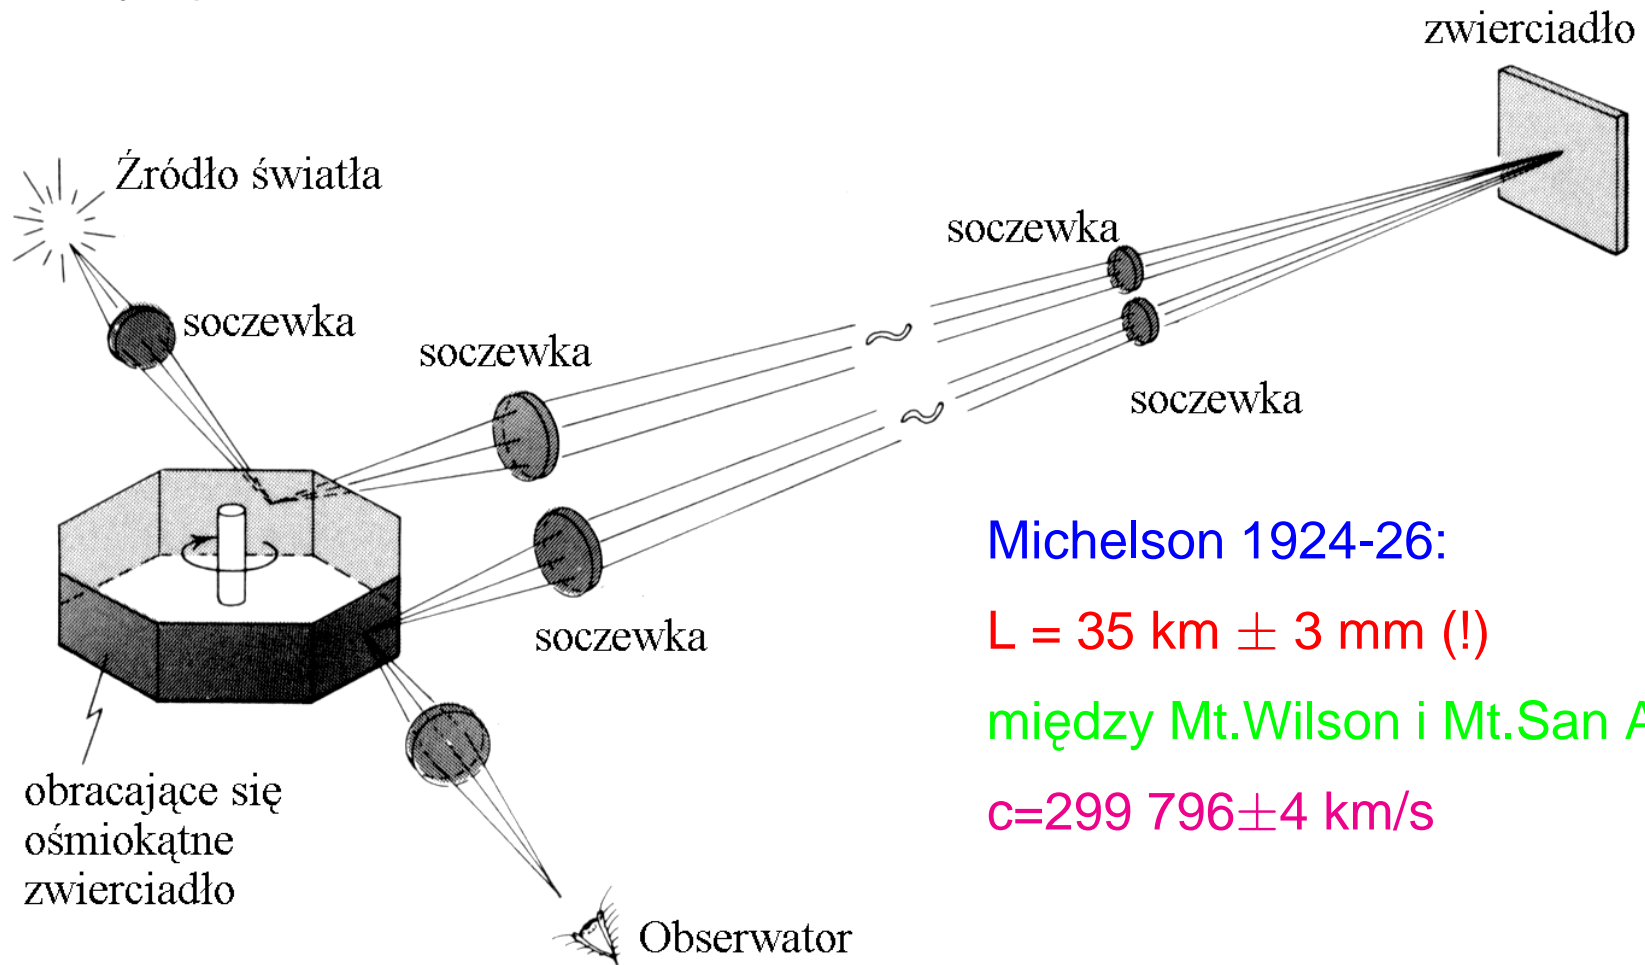 zwierciadło
Źródło światła
soczewka
soczewka
soczewka
soczewka
soczewka
Michelson 1924-26:
L = 35 km ± 3 mm (!)
między Mt.Wilson i Mt.San
c=299 796±4 km/s
obracające się
ośmiokątne
zwierciadło
Obserwator